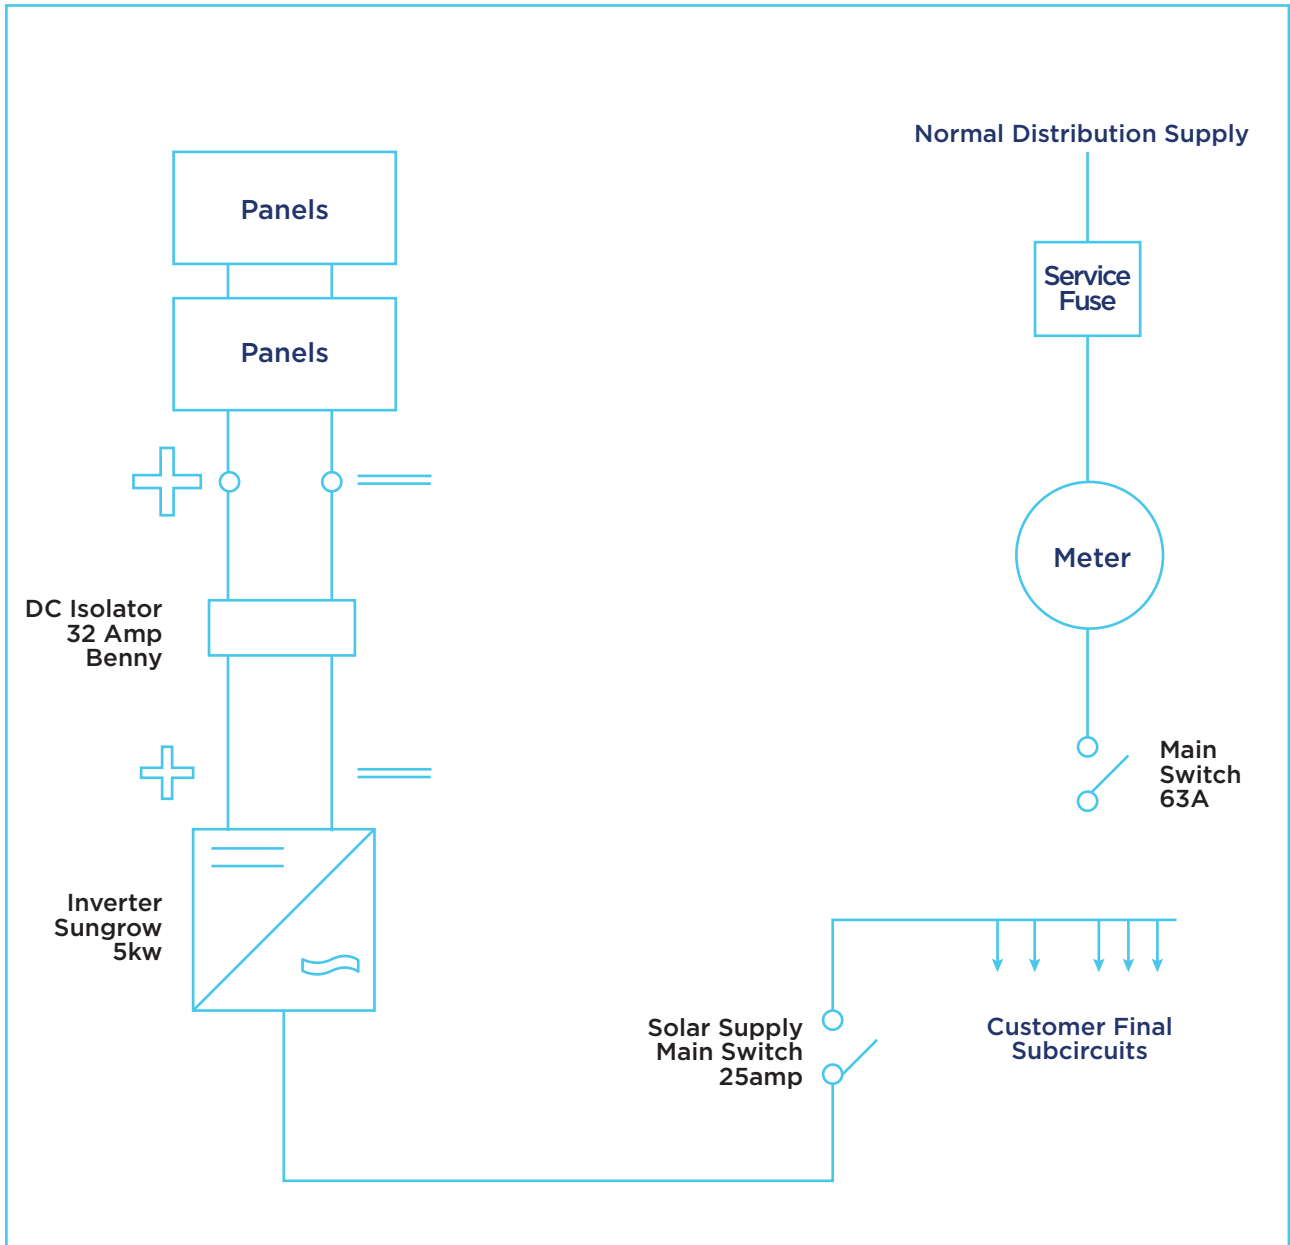 Normal Distribution Supply
Panels
Service
Fuse
Panels
Meter
DC Isolator
32 Amp
Benny
Main
Switch
63A
Inverter
Sungrow
5kw
Solar Supply
Main Switch
25amp
Customer Final
Subcircuits